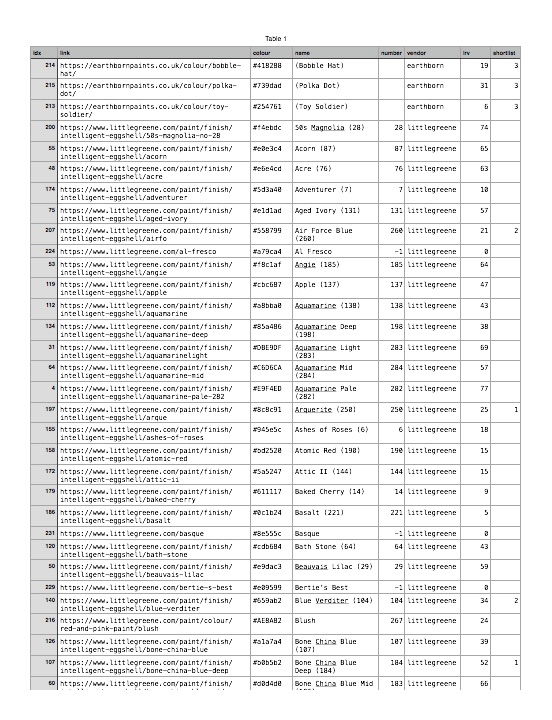 Table 1
idx link colour name number vendor lrv shortlist
214 https://earthbornpaints.co.uk/colour/bobble- #418288 (Bobble Hat) earthborn 19 3
hat/
215 https://earthbornpaints.co.uk/colour/polka- #739dad (Polka Dot) earthborn 31 3
dot/
213 https://earthbornpaints.co.uk/colour/toy- #254761 (Toy Soldier) earthborn 6 3
soldier/
200 https://www.littlegreene.com/paint/finish/ #f4ebdc 50s Magnolia (28) 28 littlegreene 74
intelligent-eggshell/50s-magnolia-no-28
55 https://www.littlegreene.com/paint/finish/ #e0e3c4 Acorn (87) 87 littlegreene 65
intelligent-eggshell/acorn
48 https://www.littlegreene.com/paint/finish/ #e6e4cd Acre (76) 76 littlegreene 63
intelligent-eggshell/acre
174 https://www.littlegreene.com/paint/finish/ #5d3a40 Adventurer (7) 7 littlegreene 10
intelligent-eggshell/adventurer
75 https://www.littlegreene.com/paint/finish/ #e1d1ad Aged Ivory (131) 131 littlegreene 57
intelligent-eggshell/aged-ivory
207 https://www.littlegreene.com/paint/finish/ #558799 Air Force Blue 260 littlegreene 21 2
intelligent-eggshell/airfo (260)
224 https://www.littlegreene.com/al-fresco #a79ca4 Al Fresco -1 littlegreene 0
53 https://www.littlegreene.com/paint/finish/ #f8c1af Angie (185) 185 littlegreene 64
intelligent-eggshell/angie
119 https://www.littlegreene.com/paint/finish/ #cbc687 Apple (137) 137 littlegreene 47
intelligent-eggshell/apple
112 https://www.littlegreene.com/paint/finish/ #a8bba0 Aquamarine (138) 138 littlegreene 43
intelligent-eggshell/aquamarine
134 https://www.littlegreene.com/paint/finish/ #85a486 Aquamarine Deep 198 littlegreene 38
intelligent-eggshell/aquamarine-deep (198)
31 https://www.littlegreene.com/paint/finish/ #DBE9DF Aquamarine Light 283 littlegreene 69
intelligent-eggshell/aquamarinelight (283)
64 https://www.littlegreene.com/paint/finish/ #C6D6CA Aquamarine Mid 284 littlegreene 57
intelligent-eggshell/aquamarine-mid (284)
4 https://www.littlegreene.com/paint/finish/ #E9F4ED Aquamarine Pale 282 littlegreene 77
intelligent-eggshell/aquamarine-pale-282 (282)
197 https://www.littlegreene.com/paint/finish/ #8c8c91 Arquerite (250) 250 littlegreene 25 1
intelligent-eggshell/arque
155 https://www.littlegreene.com/paint/finish/ #945e5c Ashes of Roses (6) 6 littlegreene 18
intelligent-eggshell/ashes-of-roses
158 https://www.littlegreene.com/paint/finish/ #bd2520 Atomic Red (190) 190 littlegreene 15
intelligent-eggshell/atomic-red
172 https://www.littlegreene.com/paint/finish/ #5a5247 Attic II (144) 144 littlegreene 15
intelligent-eggshell/attic-ii
179 https://www.littlegreene.com/paint/finish/ #611117 Baked Cherry (14) 14 littlegreene 9
intelligent-eggshell/baked-cherry
186 https://www.littlegreene.com/paint/finish/ #0c1b24 Basalt (221) 221 littlegreene 5
intelligent-eggshell/basalt
231 https://www.littlegreene.com/basque #8e555c Basque -1 littlegreene 0
120 https://www.littlegreene.com/paint/finish/ #cdb684 Bath Stone (64) 64 littlegreene 43
intelligent-eggshell/bath-stone
50 https://www.littlegreene.com/paint/finish/ #e9dac3 Beauvais Lilac (29) 29 littlegreene 59
intelligent-eggshell/beauvais-lilac
229 https://www.littlegreene.com/bertie-s-best #e09599 Bertie's Best -1 littlegreene 0
140 https://www.littlegreene.com/paint/finish/ #659ab2 Blue Verditer (104) 104 littlegreene 34 2
intelligent-eggshell/blue-verditer
216 https://www.littlegreene.com/paint/colour/ #AE8A82 Blush 267 littlegreene 24
red-and-pink-paint/blush
126 https://www.littlegreene.com/paint/finish/ #a1a7a4 Bone China Blue 107 littlegreene 39
intelligent-eggshell/bone-china-blue (107)
107 https://www.littlegreene.com/paint/finish/ #b0b5b2 Bone China Blue 184 littlegreene 52 1
intelligent-eggshell/bone-china-blue-deep Deep (184)
60 https://www.littlegreene.com/paint/finish/ #d0d4d0 Bone China Blue Mid 183 littlegreene 66